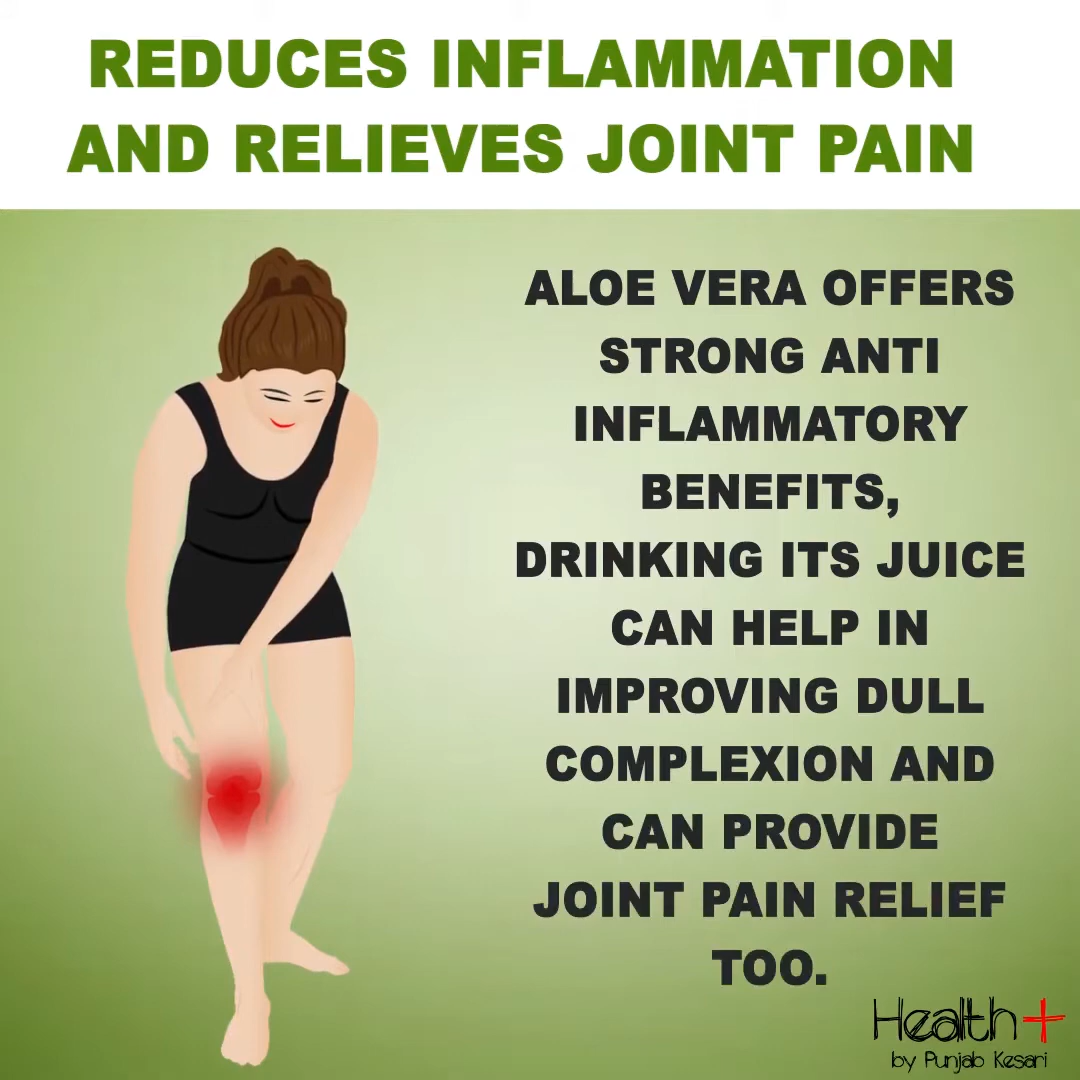 REDUCES INFLAMMATION
AND RELIEVES JOINT PAIN
ALOE VERA OFFERS
STRONG ANTI
INFLAMMATORY
BENEFITS,
DRINKING ITS JUICE
CAN HELP IN
IMPROVING DULL
COMPLEXION AND
CAN PROVIDE
JOINT PAIN RELIEF
TOO.
Health+
by Punjab Kesari